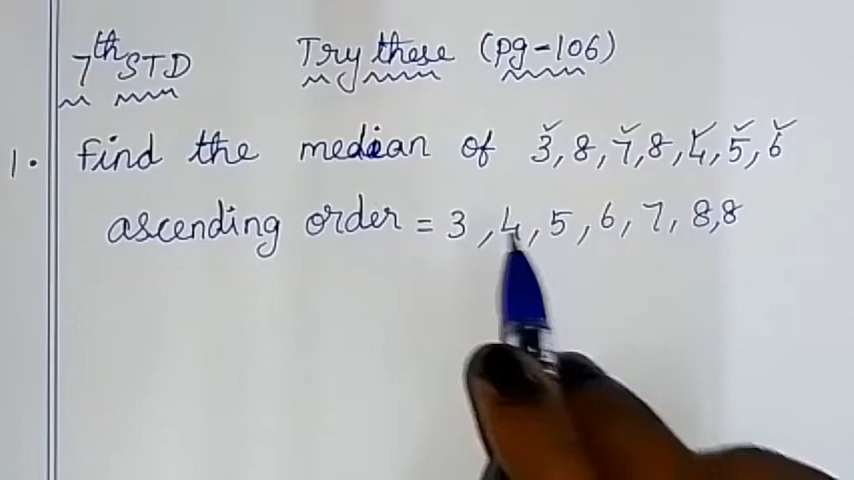 7th STD Try these (pg-106)
1. find the median of 3, 8, 7, 8, 4, 5, 6
ascending order = 3, 4, 5, 6, 7, 8, 8